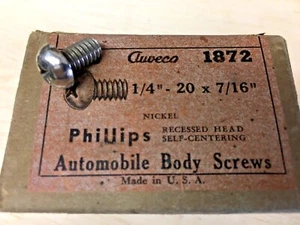 Auveco 1872
1/4" - 20 x 7/16"
NICKEL
Phillips RECESSED HEAD
SELF-CENTERING
Automobile Body Screws
Made in U. S. A.